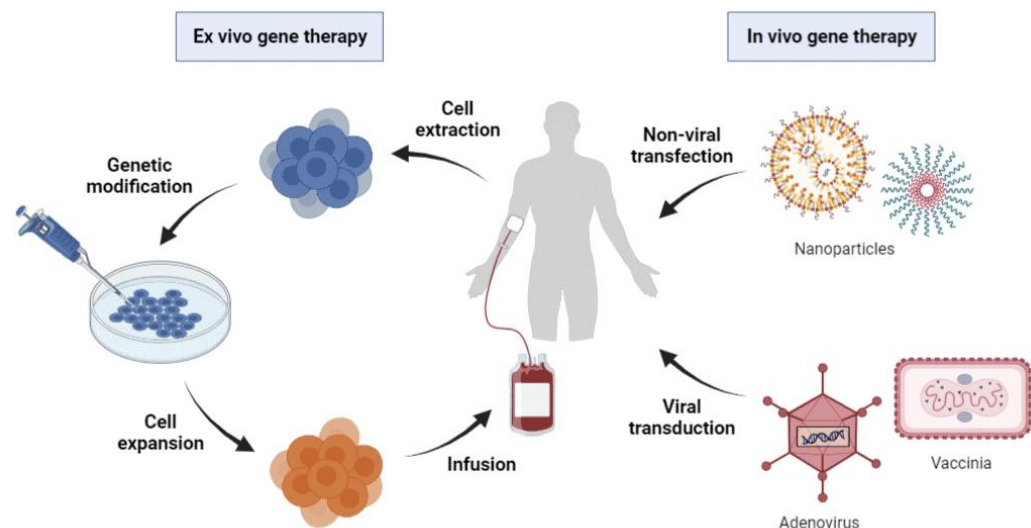 Ex vivo gene therapy
In vivo gene therapy
Cell
extraction
Non-viral
transfection
Genetic
modification
Nanoparticles
Cell
expansion
Infusion
Viral
transduction
Vaccinia
Adenovirus